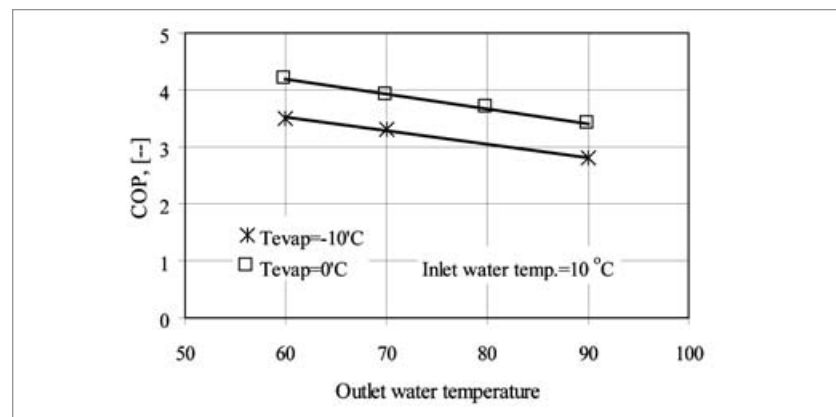 5
4
3
2
1
0
COP, [--]
Tevap=-10'C
Tevap=0'C
Inlet water temp.=10 °C
50 60 70 80 90 100
Outlet water temperature